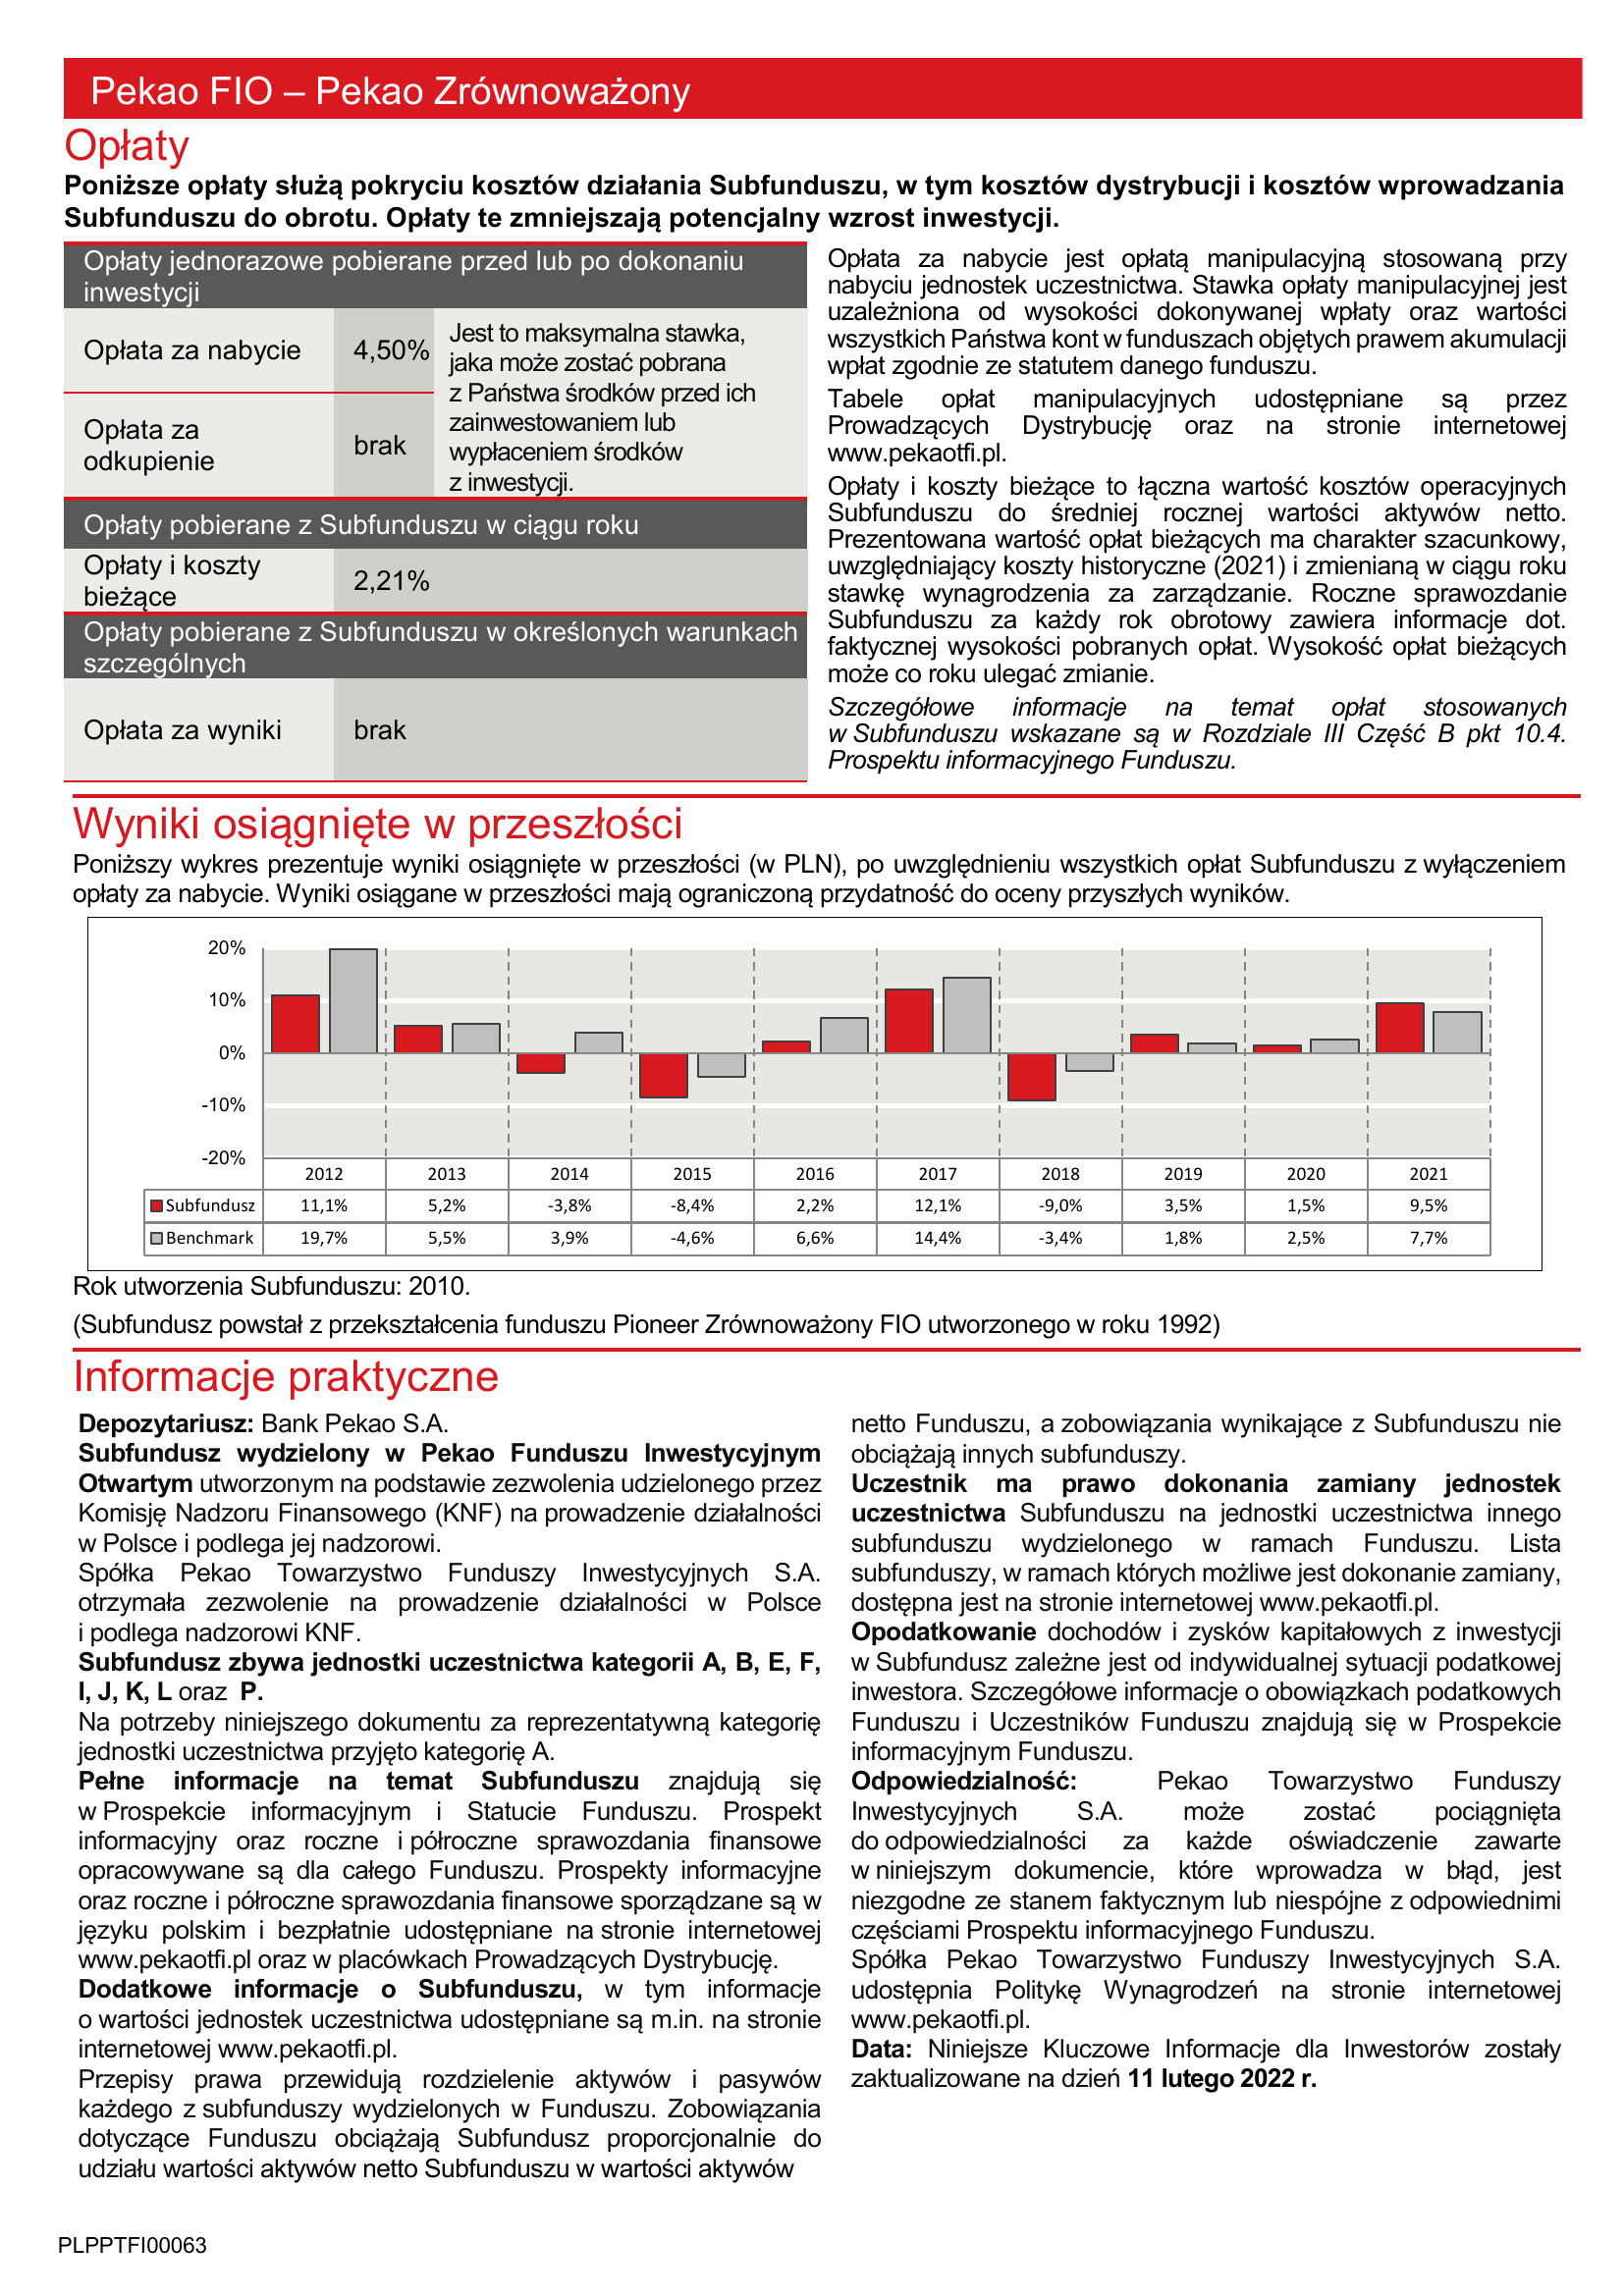 Pekao FIO – Pekao Zrównoważony
Opłaty
Poniższe opłaty służą pokryciu kosztów działania Subfunduszu, w tym kosztów dystrybucji i kosztów wprowadzania
Subfunduszu do obrotu. Opłaty te zmniejszają potencjalny wzrost inwestycji.
Opłaty jednorazowe pobierane przed lub po dokonaniu
inwestycji
Opłata za nabycie 4,50%
Opłata za
odkupienie
brak
Jest to maksymalna stawka,
jaka może zostać pobrana
z Państwa środków przed ich
zainwestowaniem lub
wypłaceniem środków
z inwestycji.
Opłaty pobierane z Subfunduszu w ciągu roku
Opłaty i koszty
bieżące
2,21%
Opłaty pobierane z Subfunduszu w określonych warunkach
szczególnych
Opłata za wyniki brak
Opłata za nabycie jest opłatą manipulacyjną stosowaną przy
nabyciu jednostek uczestnictwa. Stawka opłaty manipulacyjnej jest
uzależniona od wysokości dokonywanej wpłaty oraz wartości
wszystkich Państwa kont w funduszach objętych prawem akumulacji
wpłat zgodnie ze statutem danego funduszu.
Tabele opłat manipulacyjnych udostępniane są przez
Prowadzących Dystrybucję oraz na stronie internetowej
www.pekaotfi.pl.
Opłaty i koszty bieżące to łączna wartość kosztów operacyjnych
Subfunduszu do średniej rocznej wartości aktywów netto.
Prezentowana wartość opłat bieżących ma charakter szacunkowy,
uwzględniający koszty historyczne (2021) i zmienianą w ciągu roku
stawkę wynagrodzenia za zarządzanie. Roczne sprawozdanie
Subfunduszu za każdy rok obrotowy zawiera informacje dot.
faktycznej wysokości pobranych opłat. Wysokość opłat bieżących
może co roku ulegać zmianie.
Szczegółowe informacje na temat opłat stosowanych
w Subfunduszu wskazane są w Rozdziale III Część B pkt 10.4.
Prospektu informacyjnego Funduszu.
Wyniki osiągnięte w przeszłości
Poniższy wykres prezentuje wyniki osiągnięte w przeszłości (w PLN), po uwzględnieniu wszystkich opłat Subfunduszu z wyłączeniem
opłaty za nabycie. Wyniki osiągane w przeszłości mają ograniczoną przydatność do oceny przyszłych wyników.
20%
10%
0%
-10%
-20%
2012 2013 2014 2015 2016 2017 2018 2019 2020 2021
Subfundusz 11,1% 5,2% -3,8% -8,4% 2,2% 12,1% -9,0% 3,5% 1,5% 9,5%
Benchmark 19,7% 5,5% 3,9% -4,6% 6,6% 14,4% -3,4% 1,8% 2,5% 7,7%
Rok utworzenia Subfunduszu: 2010.
(Subfundusz powstał z przekształcenia funduszu Pioneer Zrównoważony FIO utworzonego w roku 1992)
Informacje praktyczne
Depozytariusz: Bank Pekao S.A.
Subfundusz wydzielony w Pekao Funduszu Inwestycyjnym
Otwartym utworzonym na podstawie zezwolenia udzielonego przez
Komisję Nadzoru Finansowego (KNF) na prowadzenie działalności
w Polsce i podlega jej nadzorowi.
Spółka Pekao Towarzystwo Funduszy Inwestycyjnych S.A.
otrzymała zezwolenie na prowadzenie działalności w Polsce
i podlega nadzorowi KNF.
Subfundusz zbywa jednostki uczestnictwa kategorii A, B, E, F,
I, J, K, L oraz P.
Na potrzeby niniejszego dokumentu za reprezentatywną kategorię
jednostki uczestnictwa przyjęto kategorię A.
Pełne informacje na temat Subfunduszu znajdują się
w Prospekcie informacyjnym i Statucie Funduszu. Prospekt
informacyjny oraz roczne i półroczne sprawozdania finansowe
opracowywane są dla całego Funduszu. Prospekty informacyjne
oraz roczne i półroczne sprawozdania finansowe sporządzane są w
języku polskim i bezpłatnie udostępniane na stronie internetowej
www.pekaotfi.pl oraz w placówkach Prowadzących Dystrybucję.
Dodatkowe informacje o Subfunduszu, w tym informacje
o wartości jednostek uczestnictwa udostępniane są m.in. na stronie
internetowej www.pekaotfi.pl.
Przepisy prawa przewidują rozdzielenie aktywów i pasywów
każdego z subfunduszy wydzielonych w Funduszu. Zobowiązania
dotyczące Funduszu obciążają Subfundusz proporcjonalnie do
udziału wartości aktywów netto Subfunduszu w wartości aktywów
netto Funduszu, a zobowiązania wynikające z Subfunduszu nie
obciążają innych subfunduszy.
Uczestnik ma prawo dokonania zamiany jednostek
uczestnictwa Subfunduszu na jednostki uczestnictwa innego
subfunduszu wydzielonego w ramach Funduszu. Lista
subfunduszy, w ramach których możliwe jest dokonanie zamiany,
dostępna jest na stronie internetowej www.pekaotfi.pl.
Opodatkowanie dochodów i zysków kapitałowych z inwestycji
w Subfundusz zależne jest od indywidualnej sytuacji podatkowej
inwestora. Szczegółowe informacje o obowiązkach podatkowych
Funduszu i Uczestników Funduszu znajdują się w Prospekcie
informacyjnym Funduszu.
Odpowiedzialność: Pekao Towarzystwo Funduszy
Inwestycyjnych S.A. może zostać pociągnięta
do odpowiedzialności za każde oświadczenie zawarte
w niniejszym dokumencie, które wprowadza w błąd, jest
niezgodne ze stanem faktycznym lub niespójne z odpowiednimi
częściami Prospektu informacyjnego Funduszu.
Spółka Pekao Towarzystwo Funduszy Inwestycyjnych S.A.
udostępnia Politykę Wynagrodzeń na stronie internetowej
www.pekaotfi.pl.
Data: Niniejsze Kluczowe Informacje dla Inwestorów zostały
zaktualizowane na dzień 11 lutego 2022 r.
PLPPTFI00063